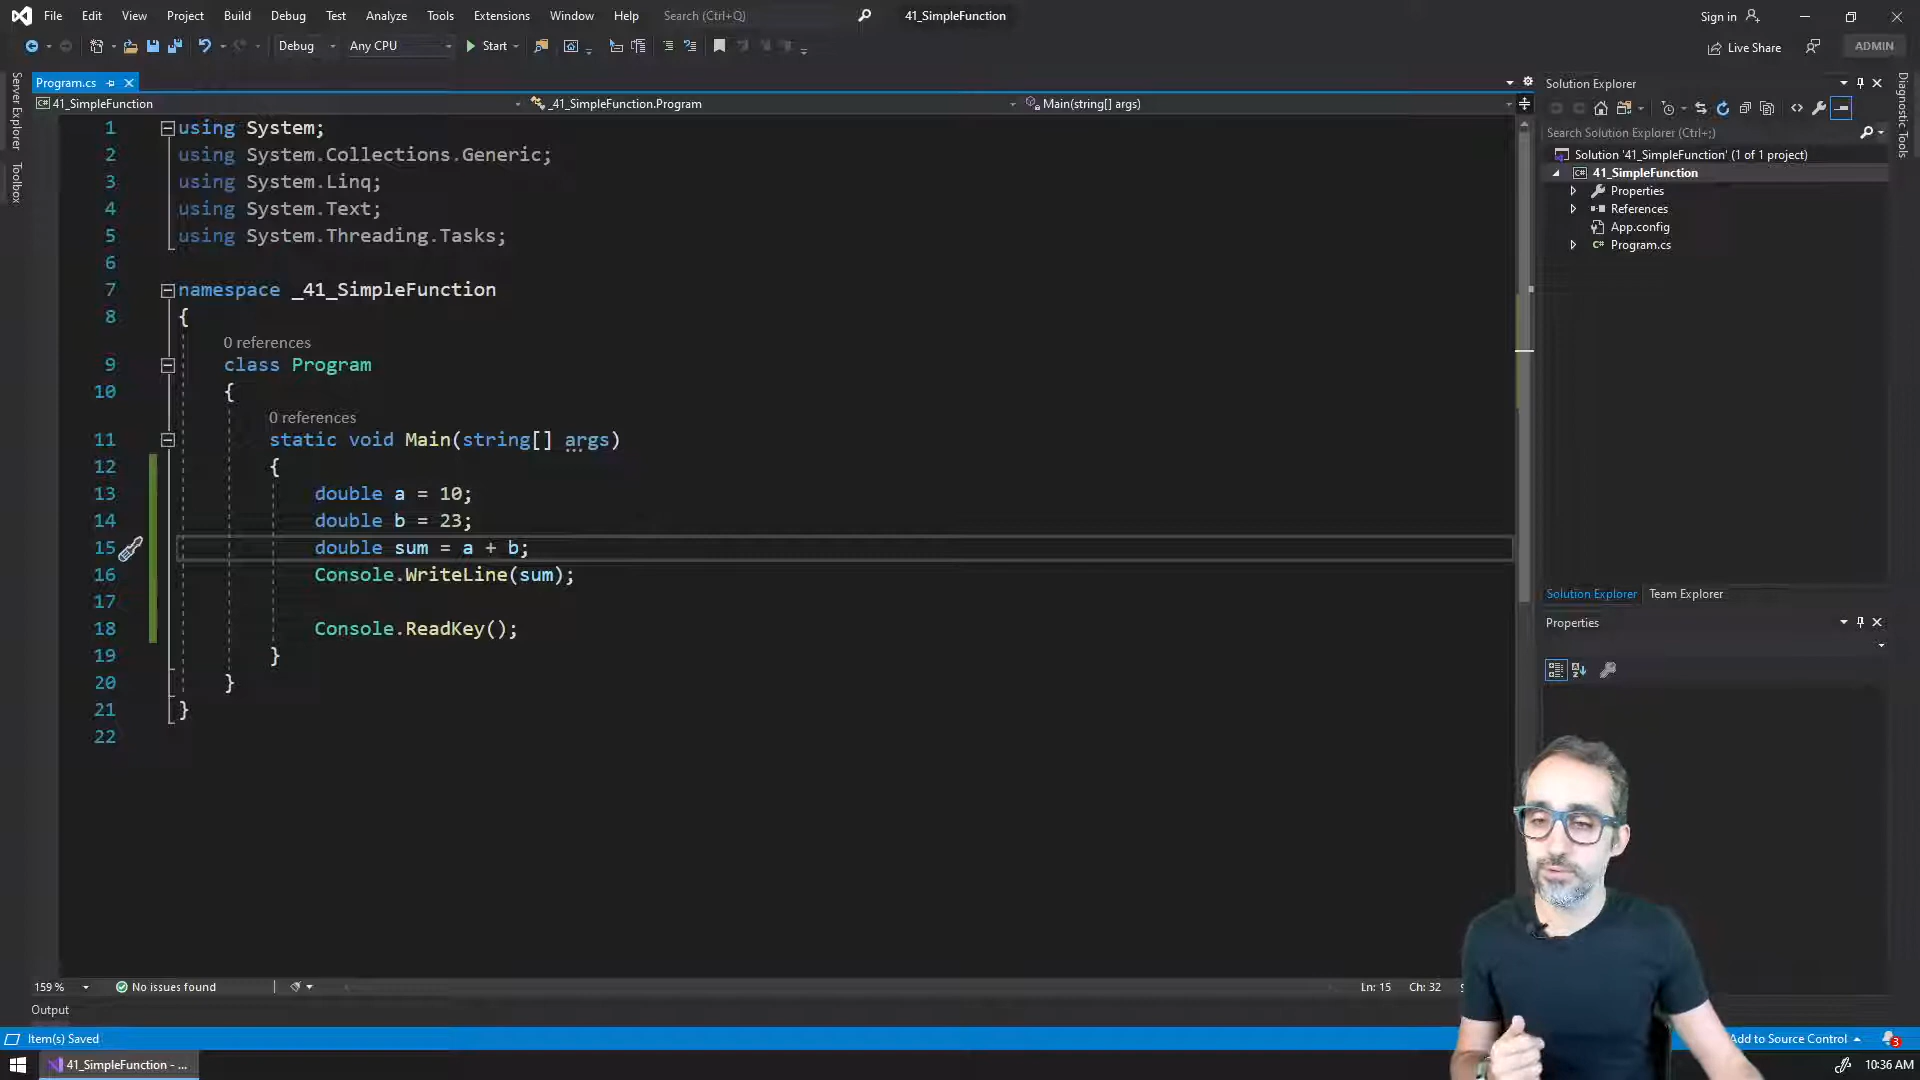 File Edit View Project Build Debug Test Analyze Tools Extensions Window Help Search (Ctrl+Q) 41_SimpleFunction Sign in
Debug Any CPU Start Live Share ADMIN
Program.cs
41_SimpleFunction _41_SimpleFunction.Program Main(string[] args)
Server Explorer
Toolbox
1 using System;
2 using System.Collections.Generic;
3 using System.Linq;
4 using System.Text;
5 using System.Threading.Tasks;
6
7 namespace _41_SimpleFunction
8 {
0 references
9 class Program
10 {
0 references
11 static void Main(string[] args)
12 {
13 double a = 10;
14 double b = 23;
15 double sum = a + b;
16 Console.WriteLine(sum);
17
18 Console.ReadKey();
19 }
20 }
21 }
22
159 % No issues found Ln: 15 Ch: 32
Output
Solution Explorer
Search Solution Explorer (Ctrl+;)
Solution '41_SimpleFunction' (1 of 1 project)
41_SimpleFunction
Properties
References
App.config
Program.cs
Solution Explorer Team Explorer
Properties
Diagnostic Tools
Item(s) Saved Add to Source Control 3
41_SimpleFunction - ... 10:36 AM